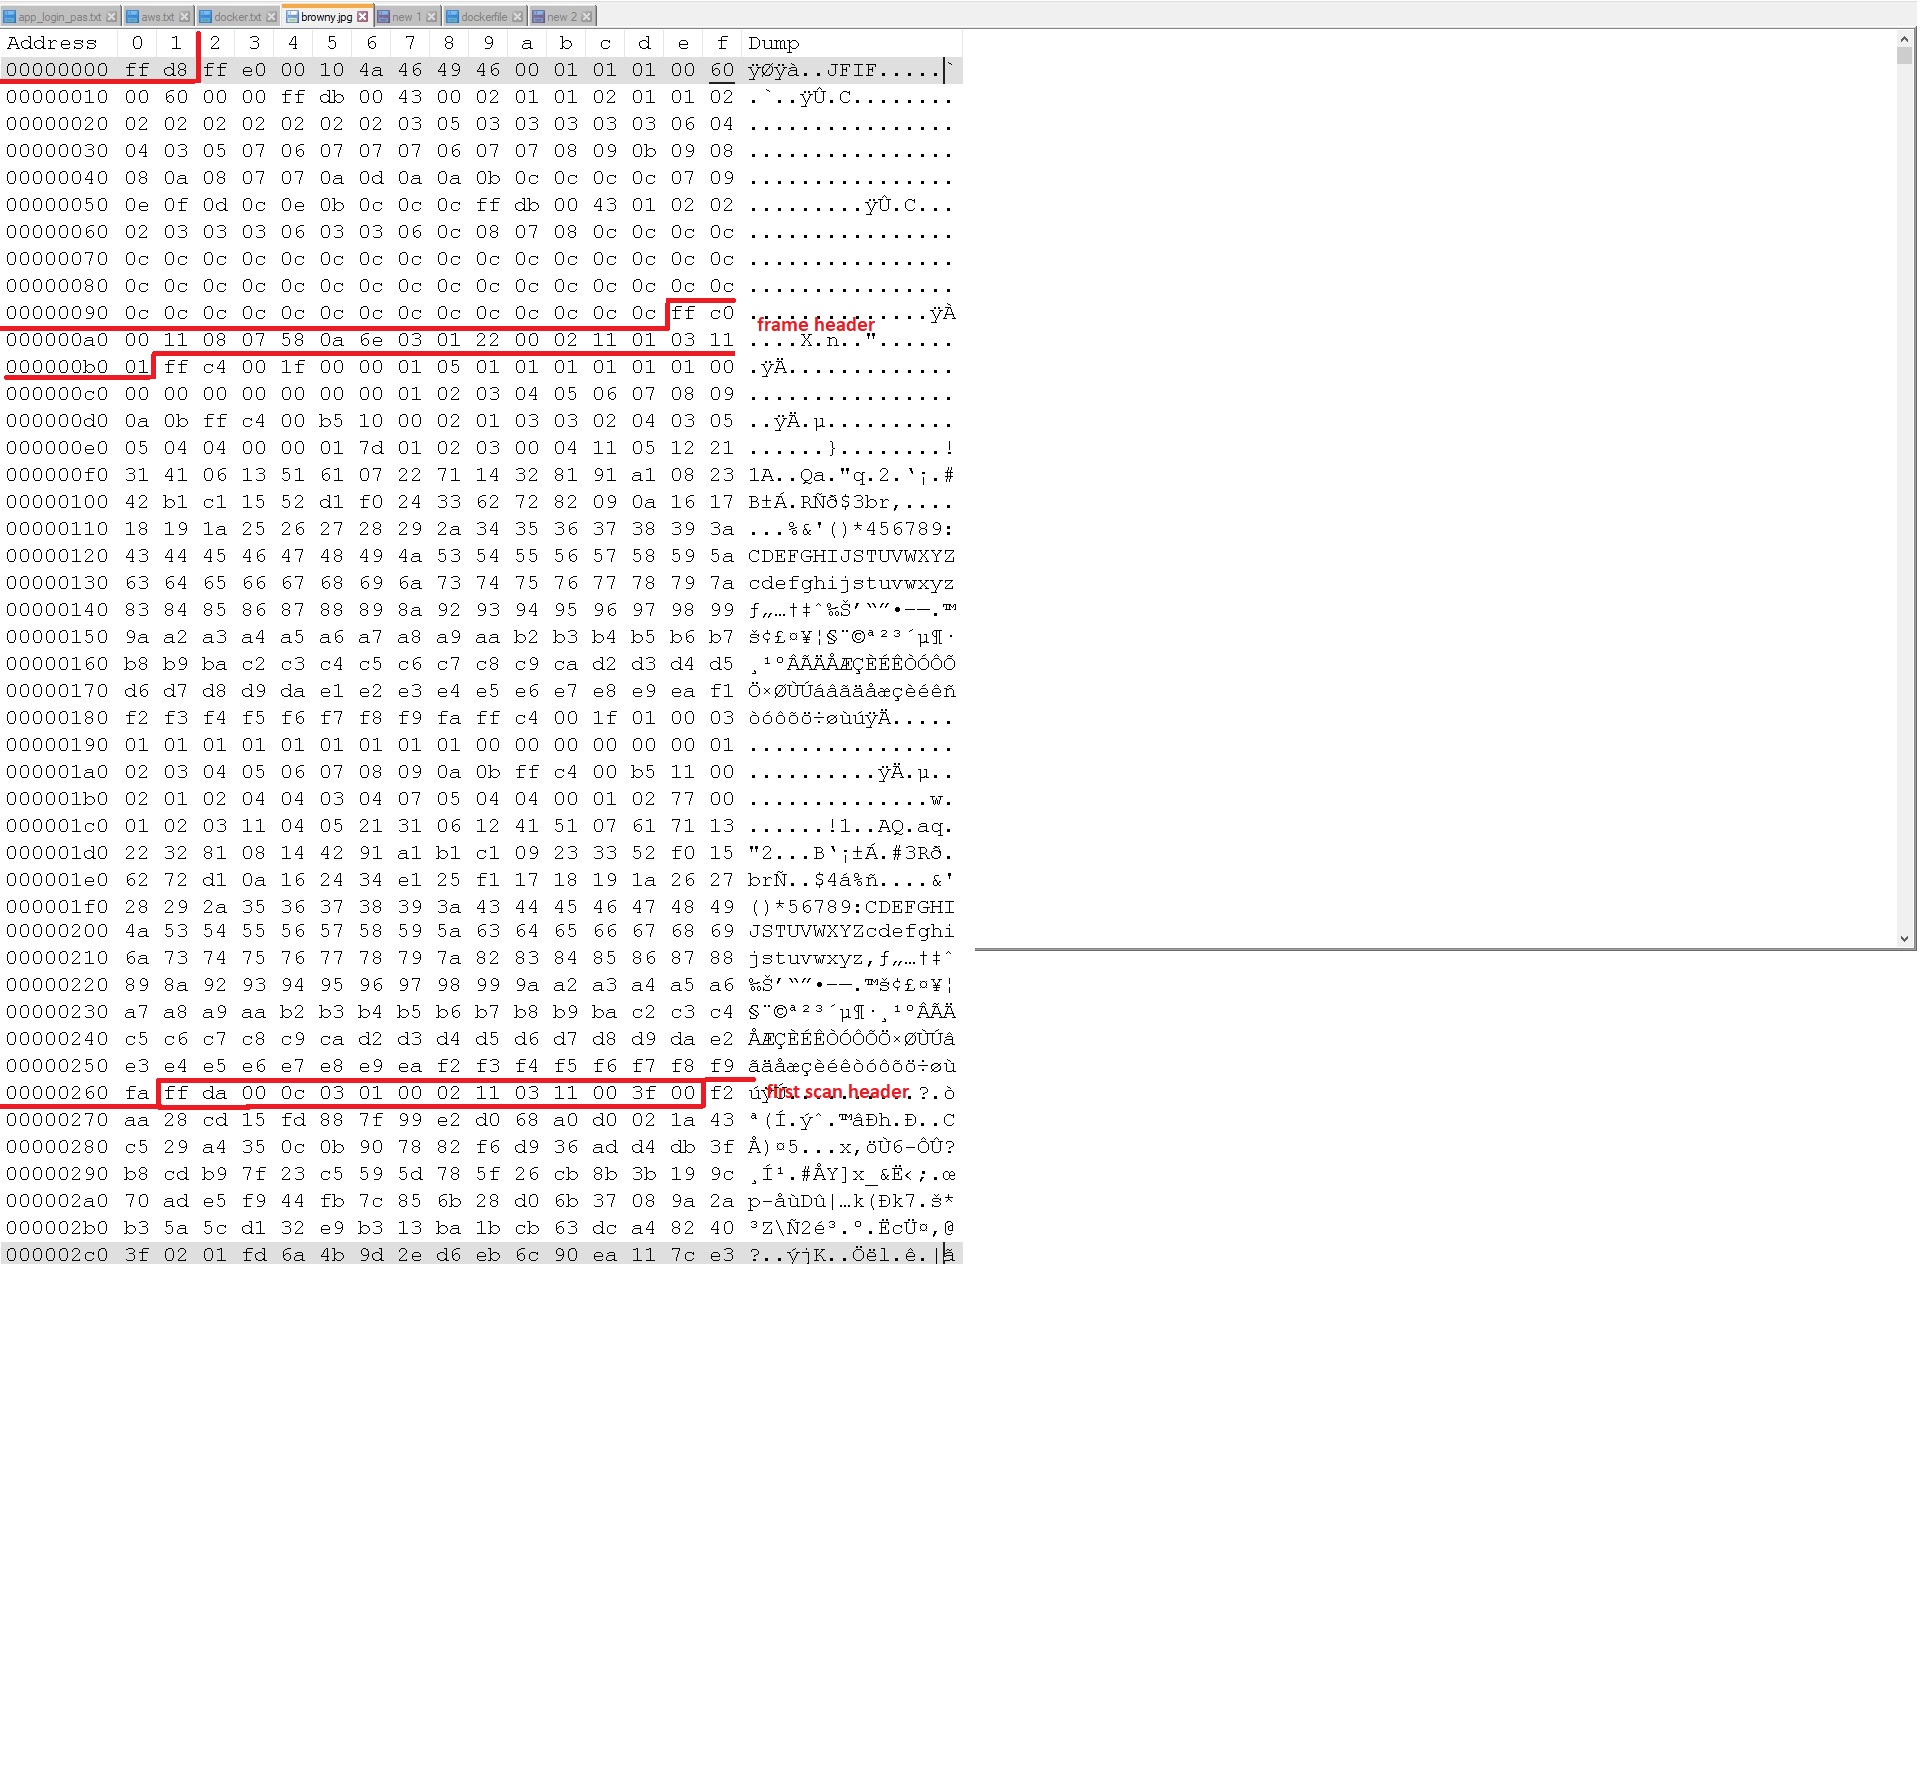 app_login_pas.txt aws.txt docker.txt browny.jpg new 1 dockerfile new 2
Address 0 1 2 3 4 5 6 7 8 9 a b c d e f Dump
00000000 ff d8 ff e0 00 10 4a 46 49 46 00 01 01 01 00 60 ÿØÿà..JFIF.....`
00000010 00 60 00 00 ff db 00 43 00 02 01 01 02 01 01 02 .`..ÿÛ.C........
00000020 02 02 02 02 02 02 02 03 05 03 03 03 03 03 06 04 ................
00000030 04 03 05 07 06 07 07 07 06 07 07 08 09 0b 09 08 ................
00000040 08 0a 08 07 07 0a 0d 0a 0a 0b 0c 0c 0c 0c 07 09 ................
00000050 0e 0f 0d 0c 0e 0b 0c 0c 0c ff db 00 43 01 02 02 .........ÿÛ.C...
00000060 02 03 03 03 06 03 03 06 0c 08 07 08 0c 0c 0c 0c ................
00000070 0c 0c 0c 0c 0c 0c 0c 0c 0c 0c 0c 0c 0c 0c 0c 0c ................
00000080 0c 0c 0c 0c 0c 0c 0c 0c 0c 0c 0c 0c 0c 0c 0c 0c ................
00000090 0c 0c 0c 0c 0c 0c 0c 0c 0c 0c 0c 0c 0c 0c ff c0 ..............ÿÀ
frame header
000000a0 00 11 08 07 58 0a 6e 03 01 22 00 02 11 01 03 11 ....X.n.."......
000000b0 01 ff c4 00 1f 00 00 01 05 01 01 01 01 01 01 00 .ÿÄ.............
000000c0 00 00 00 00 00 00 00 01 02 03 04 05 06 07 08 09 ................
000000d0 0a 0b ff c4 00 b5 10 00 02 01 03 03 02 04 03 05 ..ÿÄ.µ..........
000000e0 05 04 04 00 00 01 7d 01 02 03 00 04 11 05 12 21 ......}........!
000000f0 31 41 06 13 51 61 07 22 71 14 32 81 91 a1 08 23 1A..Qa."q.2.‘¡.#
00000100 42 b1 c1 15 52 d1 f0 24 33 62 72 82 09 0a 16 17 B±Á.RÑð$3br‚....
00000110 18 19 1a 25 26 27 28 29 2a 34 35 36 37 38 39 3a ...%&'()*456789:
00000120 43 44 45 46 47 48 49 4a 53 54 55 56 57 58 59 5a CDEFGHIJSTUVWXYZ
00000130 63 64 65 66 67 68 69 6a 73 74 75 76 77 78 79 7a cdefghijstuvwxyz
00000140 83 84 85 86 87 88 89 8a 92 93 94 95 96 97 98 99 ƒ„…†‡ˆ‰Š’“”•–—.™
00000150 9a a2 a3 a4 a5 a6 a7 a8 a9 aa b2 b3 b4 b5 b6 b7 š¢£¤¥¦§¨©ª²³´µ¶·
00000160 b8 b9 ba c2 c3 c4 c5 c6 c7 c8 c9 ca d2 d3 d4 d5 ¸¹ºÂÃÄÅÆÇÈÉÊÒÓÔÕ
00000170 d6 d7 d8 d9 da e1 e2 e3 e4 e5 e6 e7 e8 e9 ea f1 Ö×ØÙÚáâãäåæçèéêñ
00000180 f2 f3 f4 f5 f6 f7 f8 f9 fa ff c4 00 1f 01 00 03 òóôõö÷øùúÿÄ.....
00000190 01 01 01 01 01 01 01 01 01 00 00 00 00 00 00 01 ................
000001a0 02 03 04 05 06 07 08 09 0a 0b ff c4 00 b5 11 00 ..........ÿÄ.µ..
000001b0 02 01 02 04 04 03 04 07 05 04 04 00 01 02 77 00 ..............w.
000001c0 01 02 03 11 04 05 21 31 06 12 41 51 07 61 71 13 ......!1..AQ.aq.
000001d0 22 32 81 08 14 42 91 a1 b1 c1 09 23 33 52 f0 15 "2...B‘¡±Á.#3Rð.
000001e0 62 72 d1 0a 16 24 34 e1 25 f1 17 18 19 1a 26 27 brÑ..$4á%ñ....&'
000001f0 28 29 2a 35 36 37 38 39 3a 43 44 45 46 47 48 49 ()*56789:CDEFGHI
00000200 4a 53 54 55 56 57 58 59 5a 63 64 65 66 67 68 69 JSTUVWXYZcdefghi
00000210 6a 73 74 75 76 77 78 79 7a 82 83 84 85 86 87 88 jstuvwxyz‚ƒ„…†‡ˆ
00000220 89 8a 92 93 94 95 96 97 98 99 9a a2 a3 a4 a5 a6 ‰Š’“”•–—.™š¢£¤¥¦
00000230 a7 a8 a9 aa b2 b3 b4 b5 b6 b7 b8 b9 ba c2 c3 c4 §¨©ª²³´µ¶·¸¹ºÂÃÄ
00000240 c5 c6 c7 c8 c9 ca d2 d3 d4 d5 d6 d7 d8 d9 da e2 ÅÆÇÈÉÊÒÓÔÕÖ×ØÙÚâ
00000250 e3 e4 e5 e6 e7 e8 e9 ea f2 f3 f4 f5 f6 f7 f8 f9 ãäåæçèéêòóôõö÷øù
00000260 fa ff da 00 0c 03 01 00 02 11 03 11 00 3f 00 f2 úÿÚ..........?.ò
first scan header
00000270 aa 28 cd 15 fd 88 7f 99 e2 d0 68 a0 d0 02 1a 43 ª(Í.ýˆ.™âÐh.Ð..C
00000280 c5 29 a4 35 0c 0b 90 78 82 f6 d9 36 ad d4 db 3f Å)¤5...x‚öÙ6-ÔÛ?
00000290 b8 cd b9 7f 23 c5 59 5d 78 5f 26 cb 8b 3b 19 9c ¸Í¹.#ÅY]x_&Ë‹;.œ
000002a0 70 ad e5 f9 44 fb 7c 85 6b 28 d0 6b 37 08 9a 2a p-åùDû|…k(Ðk7.š*
000002b0 b3 5a 5c d1 32 e9 b3 13 ba 1b cb 63 dc a4 82 40 ³Z\Ñ2é³.º.ËcÜ¤‚@
000002c0 3f 02 01 fd 6a 4b 9d 2e d6 eb 6c 90 ea 11 7c e3 ?..ýjK..Öël.ê.|ã